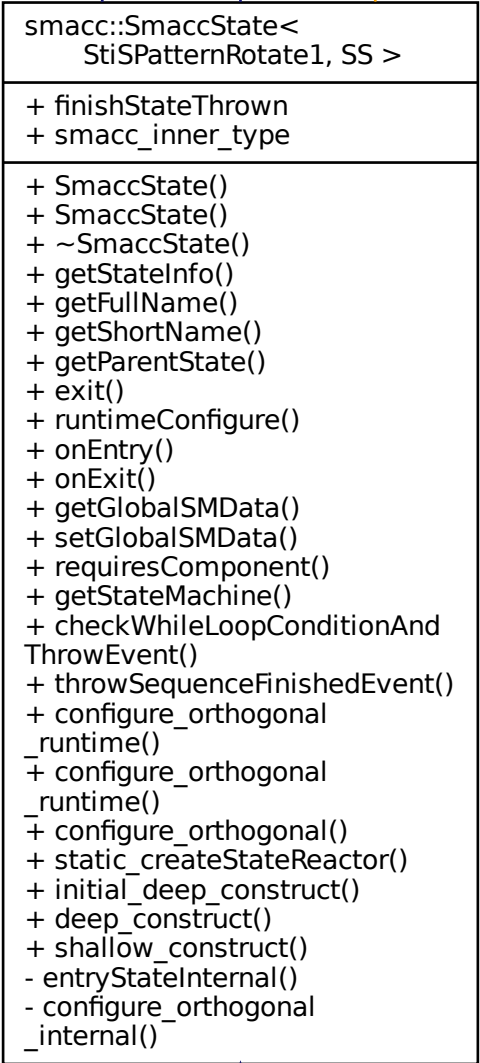 smacc::SmaccState<
StiSPatternRotate1, SS >
+ finishStateThrown
+ smacc_inner_type
+ SmaccState()
+ SmaccState()
+ ~SmaccState()
+ getStateInfo()
+ getFullName()
+ getShortName()
+ getParentState()
+ exit()
+ runtimeConfigure()
+ onEntry()
+ onExit()
+ getGlobalSMData()
+ setGlobalSMData()
+ requiresComponent()
+ getStateMachine()
+ checkWhileLoopConditionAnd
ThrowEvent()
+ throwSequenceFinishedEvent()
+ configure_orthogonal
_runtime()
+ configure_orthogonal
_runtime()
+ configure_orthogonal()
+ static_createStateReactor()
+ initial_deep_construct()
+ deep_construct()
+ shallow_construct()
- entryStateInternal()
- configure_orthogonal
_internal()